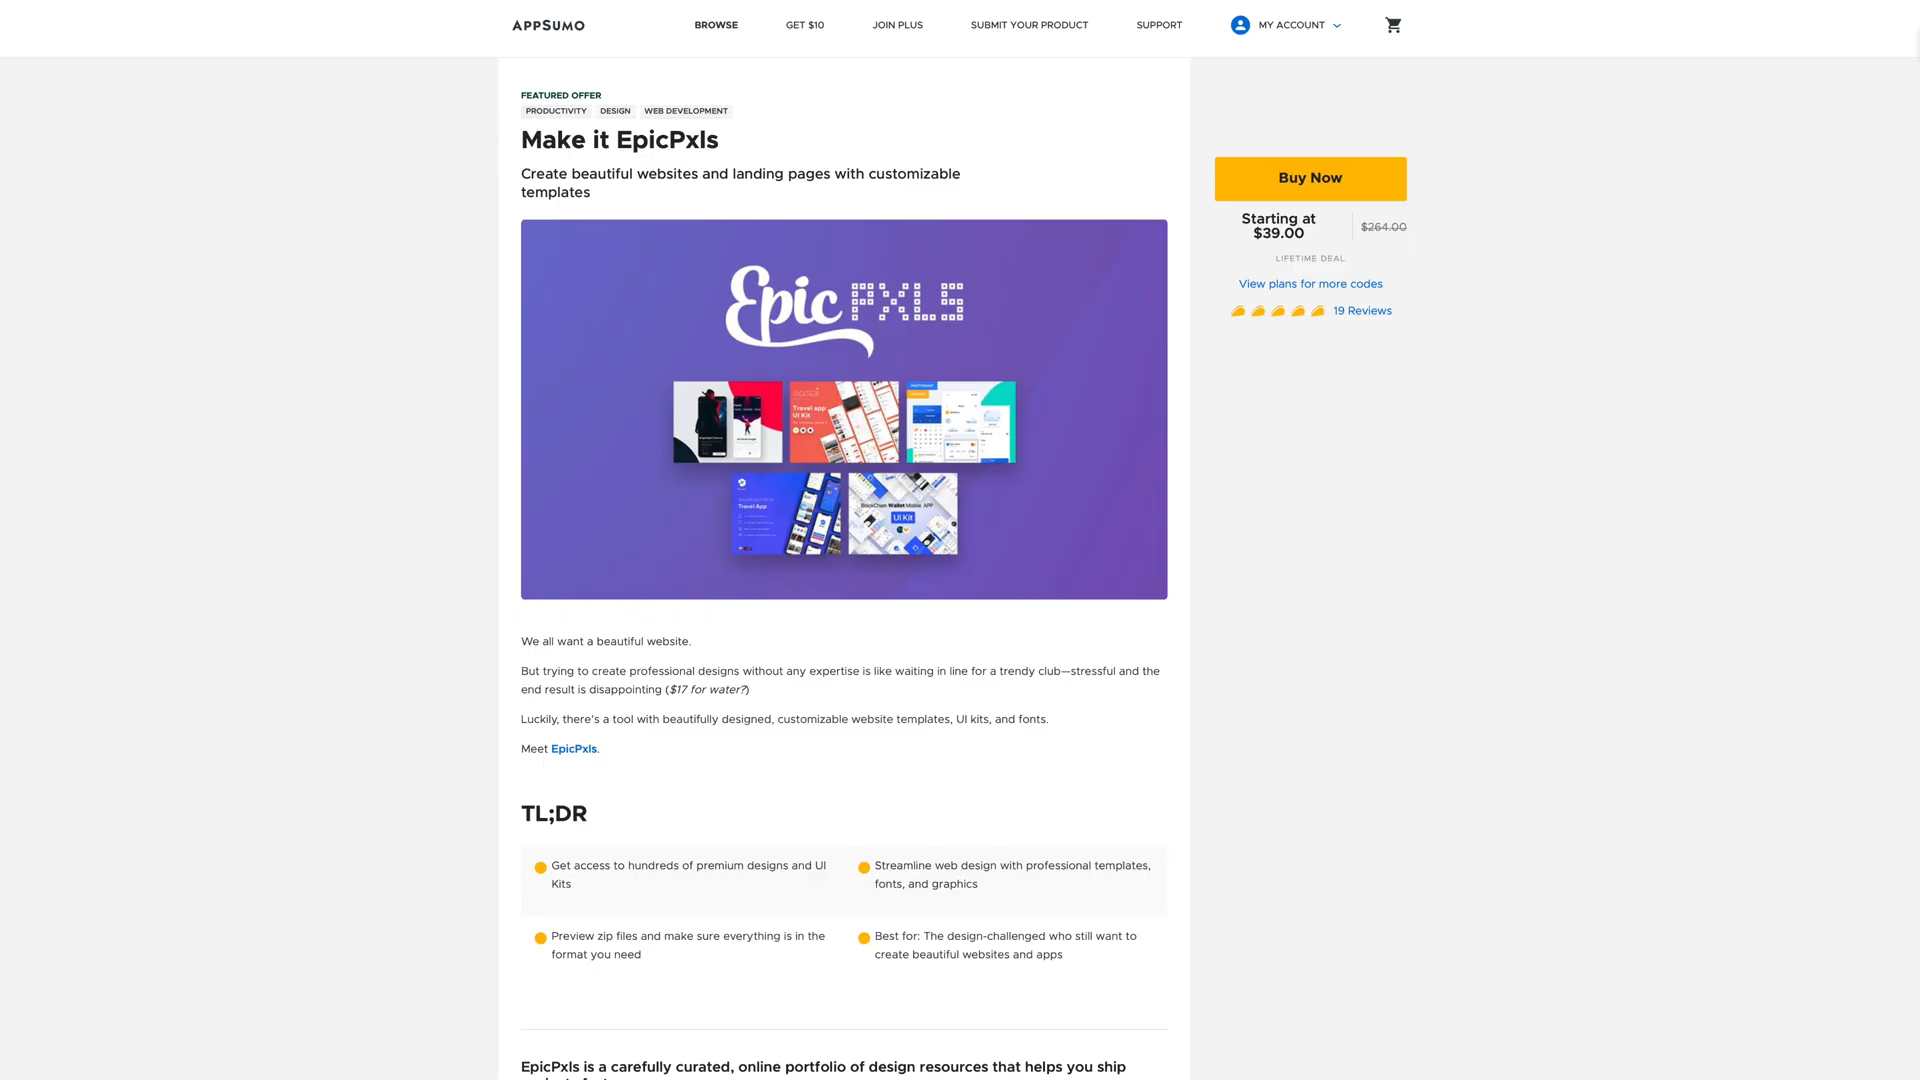 APPSUMO
BROWSE
GET $10
JOIN PLUS
SUBMIT YOUR PRODUCT
SUPPORT
MY ACCOUNT
FEATURED OFFER
PRODUCTIVITY
DESIGN
WEB DEVELOPMENT
Make it EpicPxls
Create beautiful websites and landing pages with customizable
templates
Epic PXLS
Travel app
UI Kit
Travel App
BlockChain Wallet Mobile APP
UI Kit
We all want a beautiful website.
But trying to create professional designs without any expertise is like waiting in line for a trendy club—stressful and the
end result is disappointing ($17 for water?)
Luckily, there's a tool with beautifully designed, customizable website templates, UI kits, and fonts.
Meet EpicPxls.
TL;DR
Get access to hundreds of premium designs and UI
Kits
Streamline web design with professional templates,
fonts, and graphics
Preview zip files and make sure everything is in the
format you need
Best for: The design-challenged who still want to
create beautiful websites and apps
EpicPxls is a carefully curated, online portfolio of design resources that helps you ship
Buy Now
Starting at
$39.00
$264.00
LIFETIME DEAL
View plans for more codes
19 Reviews